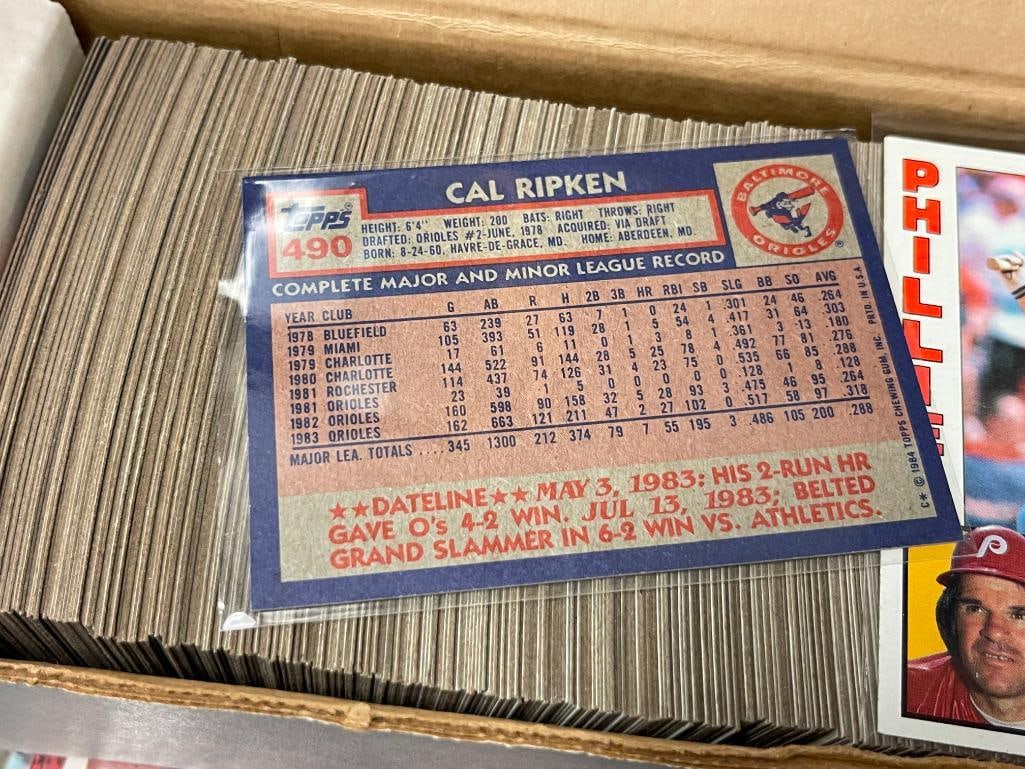 CAL RIPKEN
TOPPS
490
HEIGHT: 6'4" WEIGHT: 200 BATS: RIGHT THROWS: RIGHT
DRAFTED: ORIOLES #2-JUNE, 1978 ACQUIRED: VIA DRAFT
BORN: 8-24-60, HAVRE-DE-GRACE, MD. HOME: ABERDEEN, MD.
BALTIMORE
ORIOLES
®
COMPLETE MAJOR AND MINOR LEAGUE RECORD
YEAR CLUB G AB R H 2B 3B HR RBI SB SLG BB SO AVG
1978 BLUEFIELD 63 239 27 63 7 1 0 24 1 .301 24 46 .264
1979 MIAMI 105 393 51 119 28 1 5 54 4 .417 31 64 .303
1979 CHARLOTTE 17 61 6 11 0 1 3 8 1 .361 3 13 .180
1980 CHARLOTTE 144 522 91 144 28 5 25 78 4 .492 77 81 .276
1981 ROCHESTER 114 437 74 126 31 4 23 75 0 .535 66 85 .288
1981 ORIOLES 23 39 1 5 0 0 0 0 0 .128 1 8 .128
1982 ORIOLES 160 598 90 158 32 5 28 93 3 .475 46 95 .264
1983 ORIOLES 162 663 121 211 47 2 27 102 0 .517 58 97 .318
MAJOR LEA. TOTALS .... 345 1300 212 374 79 7 55 195 3 .486 105 200 .288
★★DATELINE★★ MAY 3, 1983: HIS 2-RUN HR
GAVE O's 4-2 WIN. JUL 13, 1983: BELTED
GRAND SLAMMER IN 6-2 WIN VS. ATHLETICS.
C* © 1984 TOPPS CHEWING GUM, INC. PRTD. IN U.S.A.
PHILLIE
P